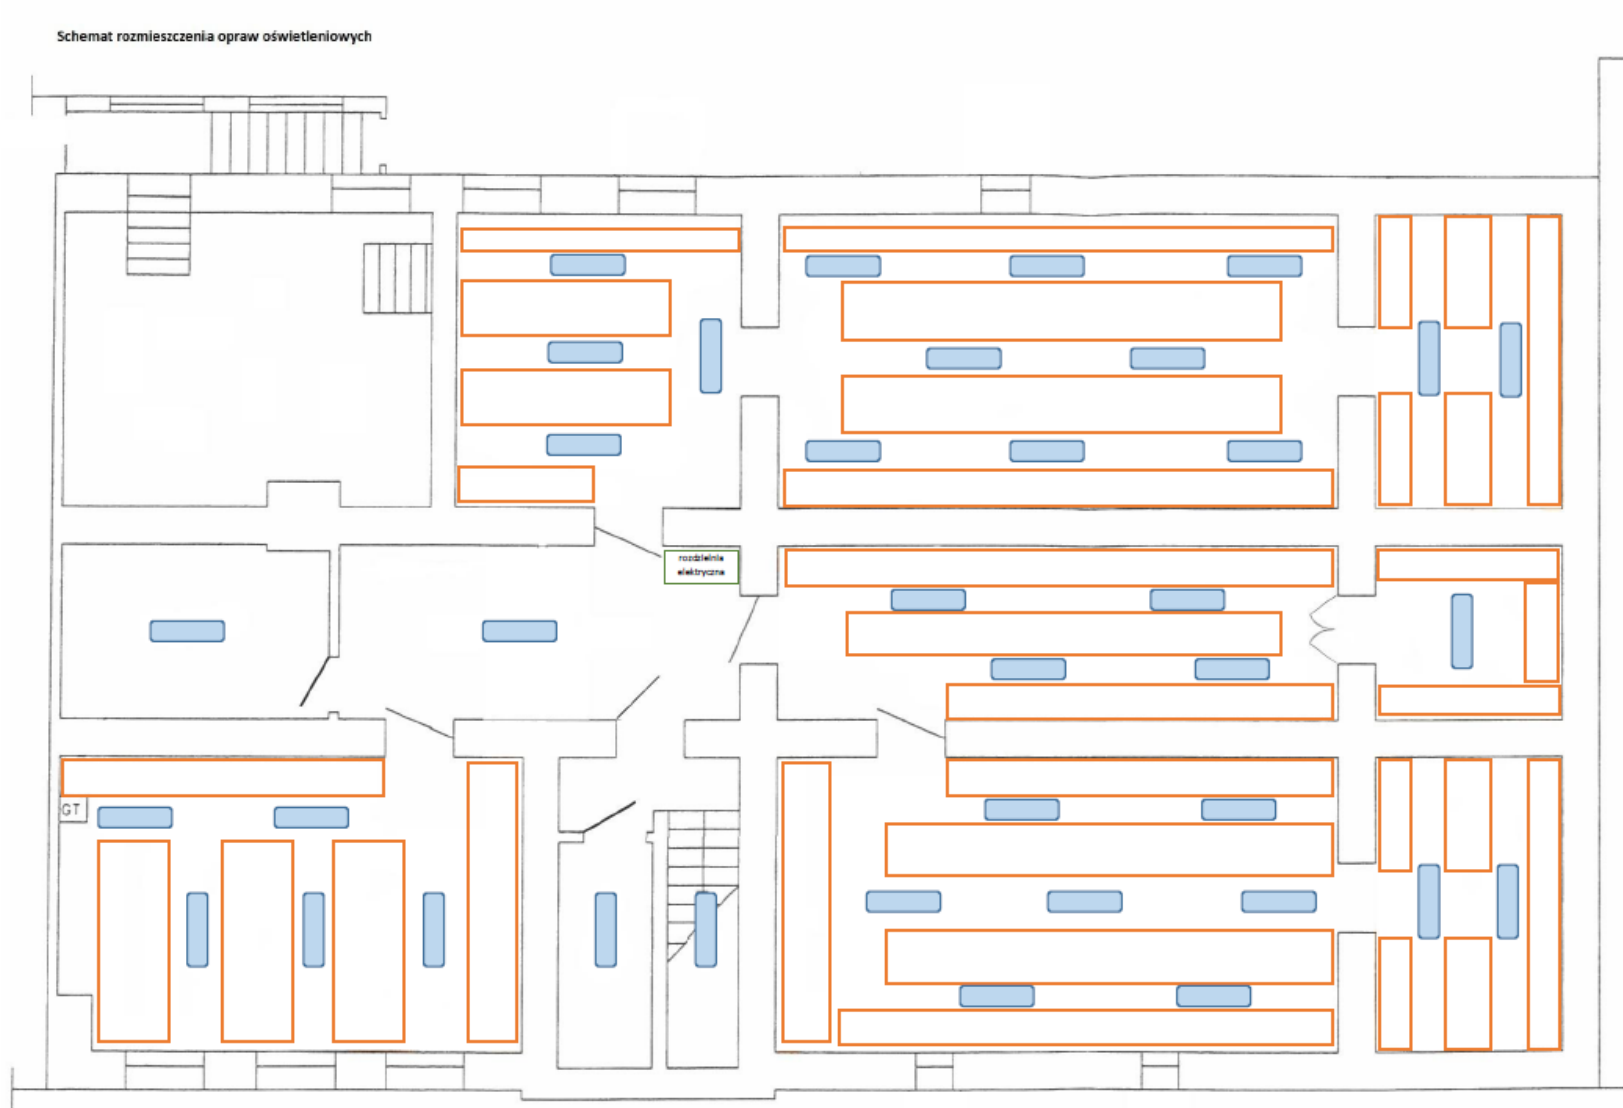 Schemat rozmieszczenia opraw oświetleniowych
rozdzielnia
elektryczna
GT